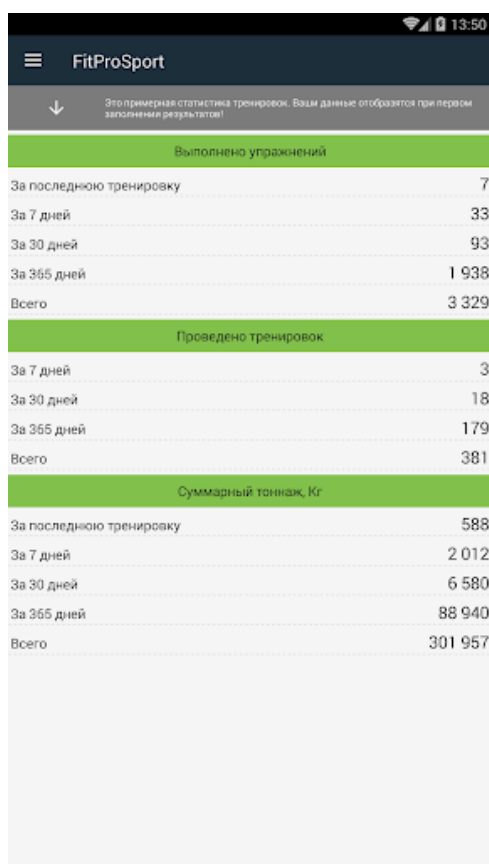 13:50
FitProSport
Это примерная статистика тренировок. Ваши данные отобразятся при первом
заполнении результатов!
Выполнено упражнений
За последнюю тренировку 7
За 7 дней 33
За 30 дней 93
За 365 дней 1 938
Всего 3 329
Проведено тренировок
За 7 дней 3
За 30 дней 18
За 365 дней 179
Всего 381
Суммарный тоннаж, Кг
За последнюю тренировку 588
За 7 дней 2 012
За 30 дней 6 580
За 365 дней 88 940
Всего 301 957